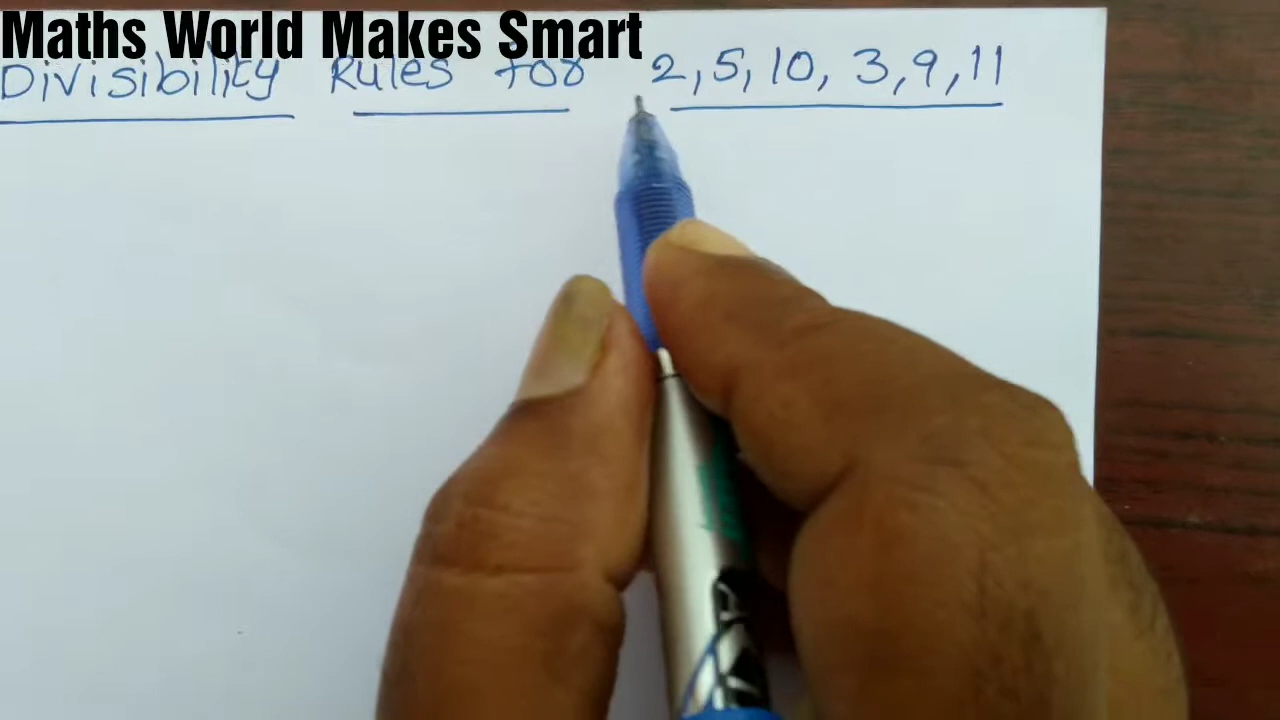 Maths World Makes Smart
Divisibility Rules for 2, 5, 10, 3, 9, 11